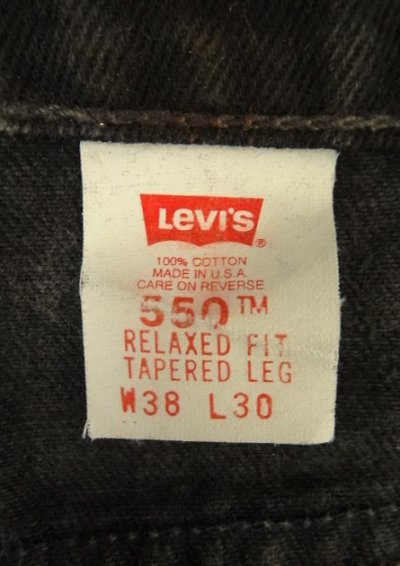 LEVI'S ®
100% COTTON
MADE IN U.S.A.
CARE ON REVERSE
550™
RELAXED FIT
TAPERED LEG
W38 L30